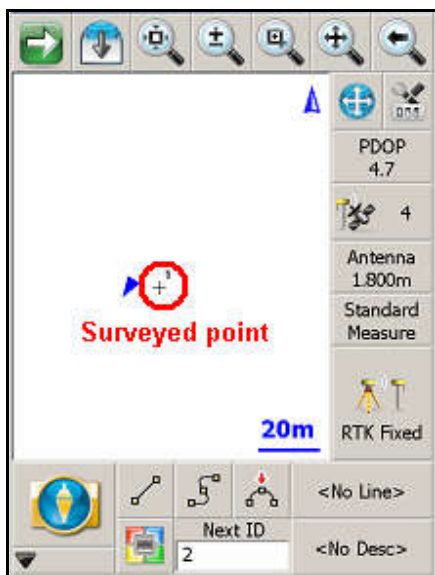 PDOP
4.7
4
Antenna
1.800m
Standard
Measure
1
Surveyed point
20m
RTK Fixed
<No Line>
Next ID
2
<No Desc>